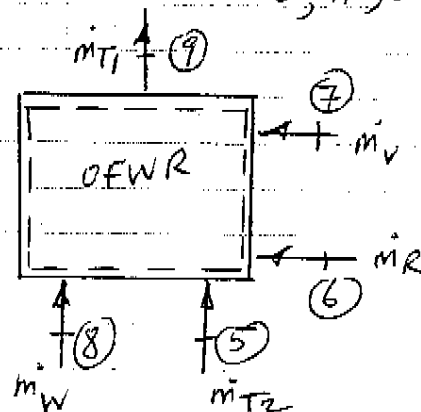 ṁT1 ⑨
⑦
ṁv
OFWR
ṁR
⑥
⑧ ⑤
ṁW ṁT2